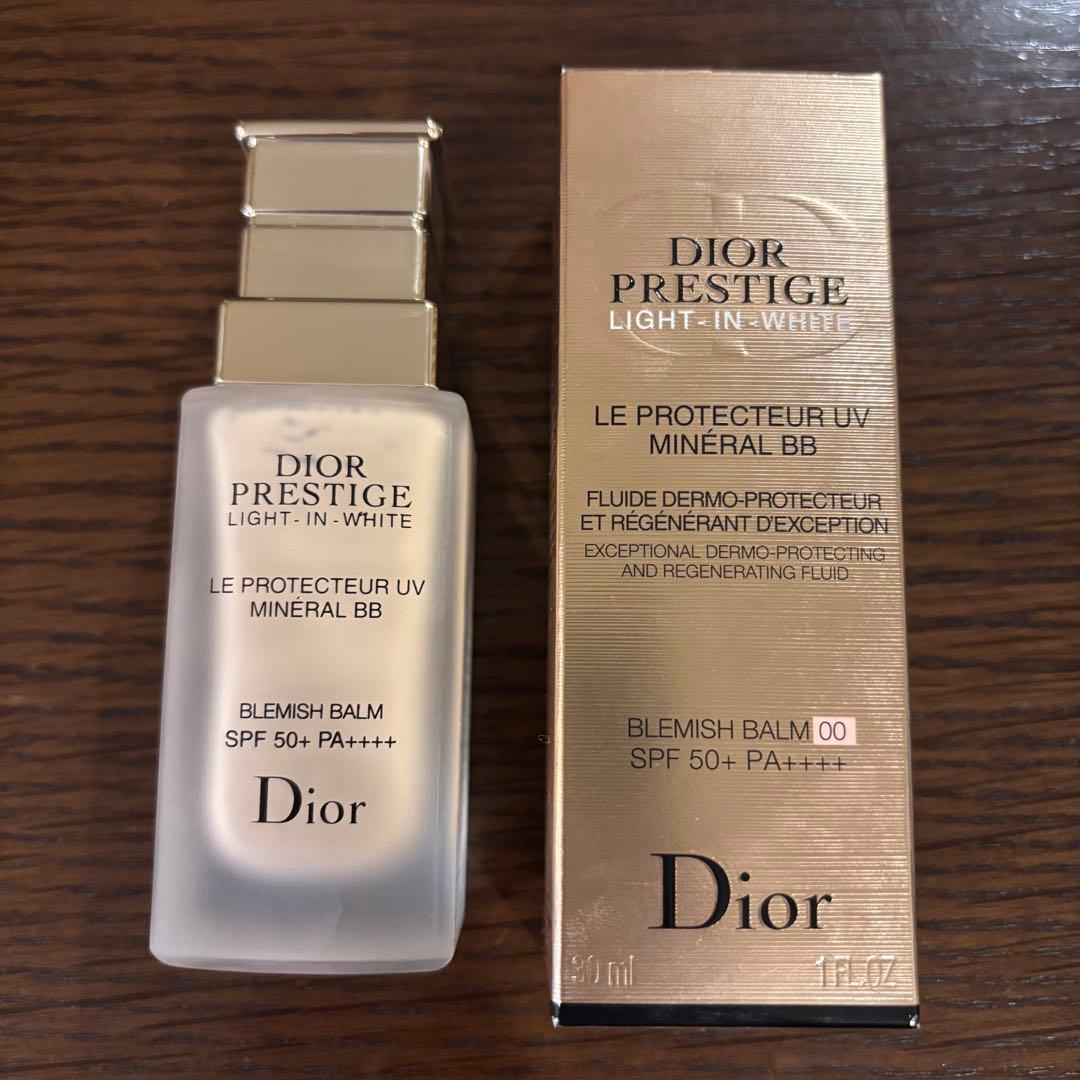 DIOR
PRESTIGE
LIGHT-IN-WHITE
LE PROTECTEUR UV
MINÉRAL BB
BLEMISH BALM
SPF 50+ PA++++
Dior
DIOR
PRESTIGE
LIGHT-IN-WHITE
LE PROTECTEUR UV
MINÉRAL BB
FLUIDE DERMO-PROTECTEUR
ET RÉGÉNÉRANT D'EXCEPTION
EXCEPTIONAL DERMO-PROTECTING
AND REGENERATING FLUID
BLEMISH BALM 00
SPF 50+ PA++++
Dior
30 ml 1 FL.OZ